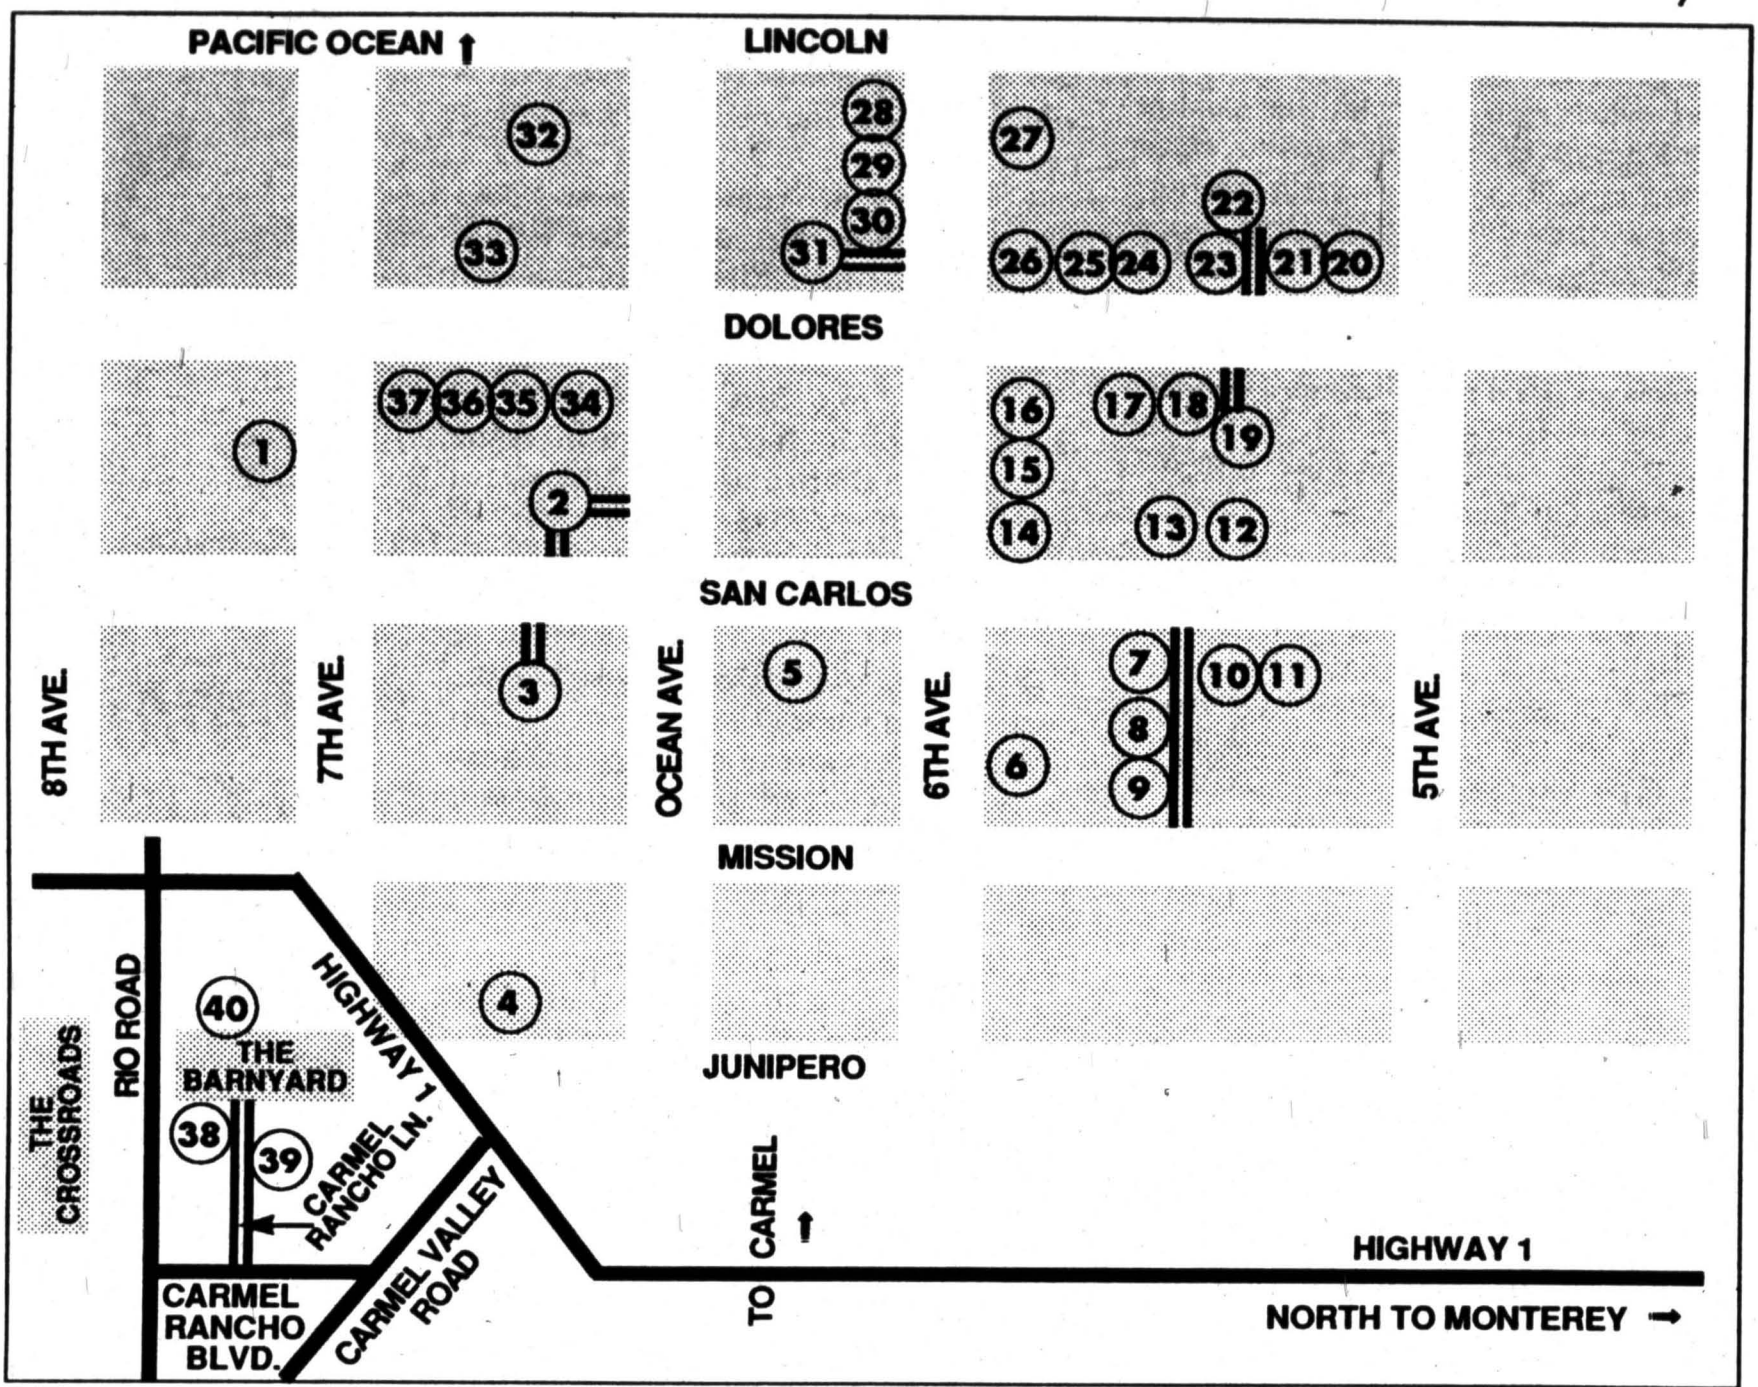 PACIFIC OCEAN ↑
LINCOLN
28
32
27
29
22
30
33
31
26
25
24
23
21
20
DOLORES
37
36
35
34
16
17
18
19
1
15
2
14
13
12
SAN CARLOS
8TH AVE.
7TH AVE.
3
OCEAN AVE.
5
6TH AVE.
6
7
8
9
10
11
5TH AVE.
MISSION
4
JUNIPERO
THE
CROSSROADS
RIO ROAD
40
THE
BARNYARD
38
39
HIGHWAY 1
CARMEL
RANCHO LN.
CARMEL VALLEY
ROAD
CARMEL
RANCHO
BLVD.
TO CARMEL ↑
HIGHWAY 1
NORTH TO MONTEREY →